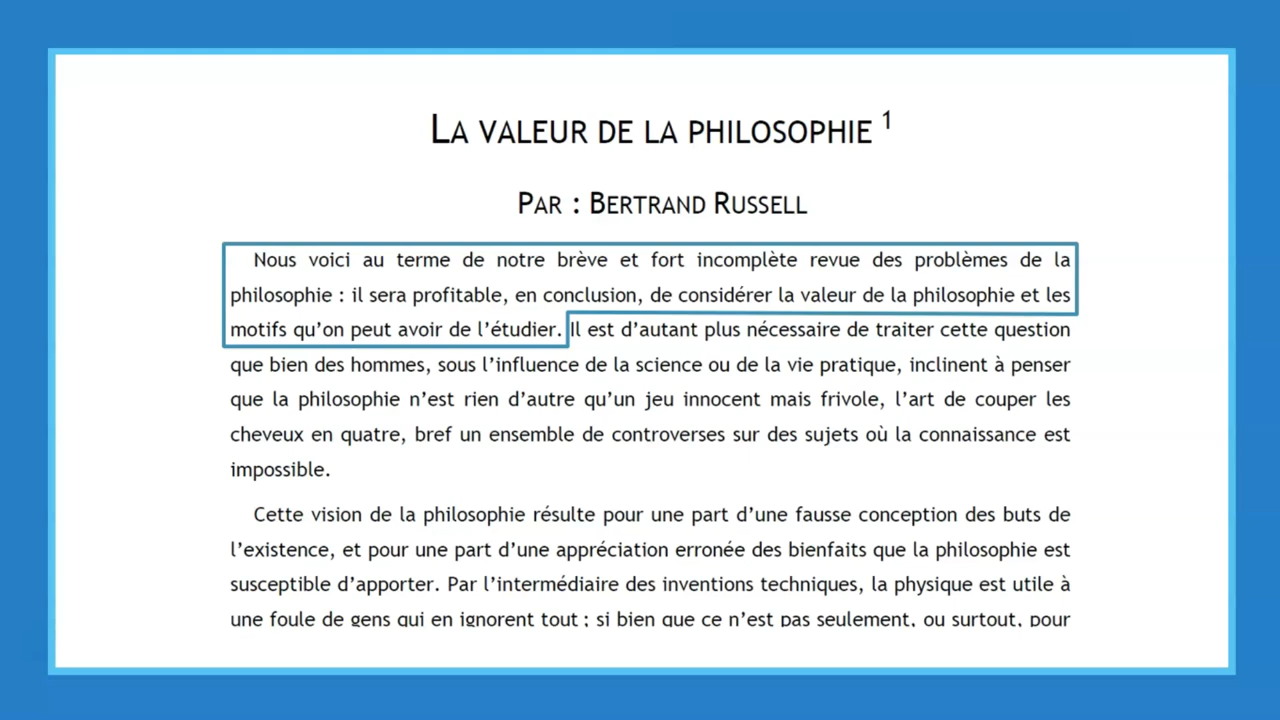 LA VALEUR DE LA PHILOSOPHIE 1
PAR : BERTRAND RUSSELL
Nous voici au terme de notre brève et fort incomplète revue des problèmes de la
philosophie : il sera profitable, en conclusion, de considérer la valeur de la philosophie et les
motifs qu’on peut avoir de l’étudier. Il est d’autant plus nécessaire de traiter cette question
que bien des hommes, sous l’influence de la science ou de la vie pratique, inclinent à penser
que la philosophie n’est rien d’autre qu’un jeu innocent mais frivole, l’art de couper les
cheveux en quatre, bref un ensemble de controverses sur des sujets où la connaissance est
impossible.
Cette vision de la philosophie résulte pour une part d’une fausse conception des buts de
l’existence, et pour une part d’une appréciation erronée des bienfaits que la philosophie est
susceptible d’apporter. Par l’intermédiaire des inventions techniques, la physique est utile à
une foule de gens qui en ignorent tout ; si bien que ce n’est pas seulement, ou surtout, pour